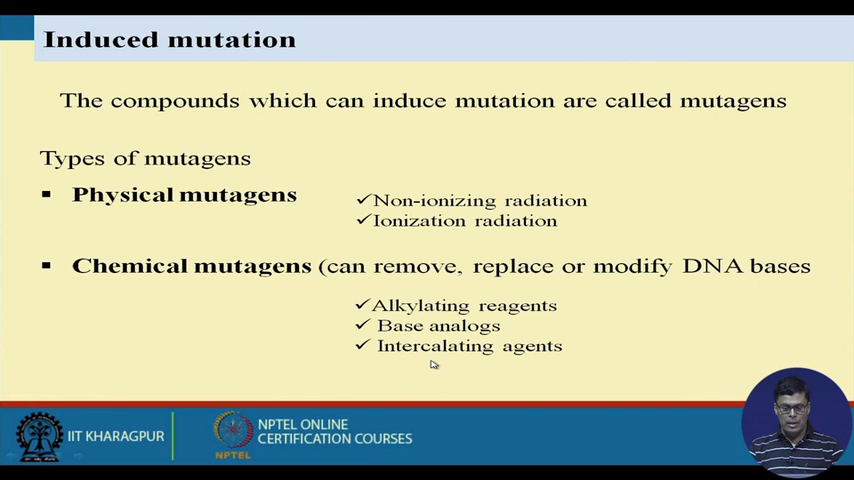 Induced mutation
The compounds which can induce mutation are called mutagens
Types of mutagens
▪ Physical mutagens
✓Non-ionizing radiation
✓Ionization radiation
▪ Chemical mutagens (can remove, replace or modify DNA bases
✓Alkylating reagents
✓ Base analogs
✓ Intercalating agents
IIT KHARAGPUR
NPTEL
NPTEL ONLINE
CERTIFICATION COURSES